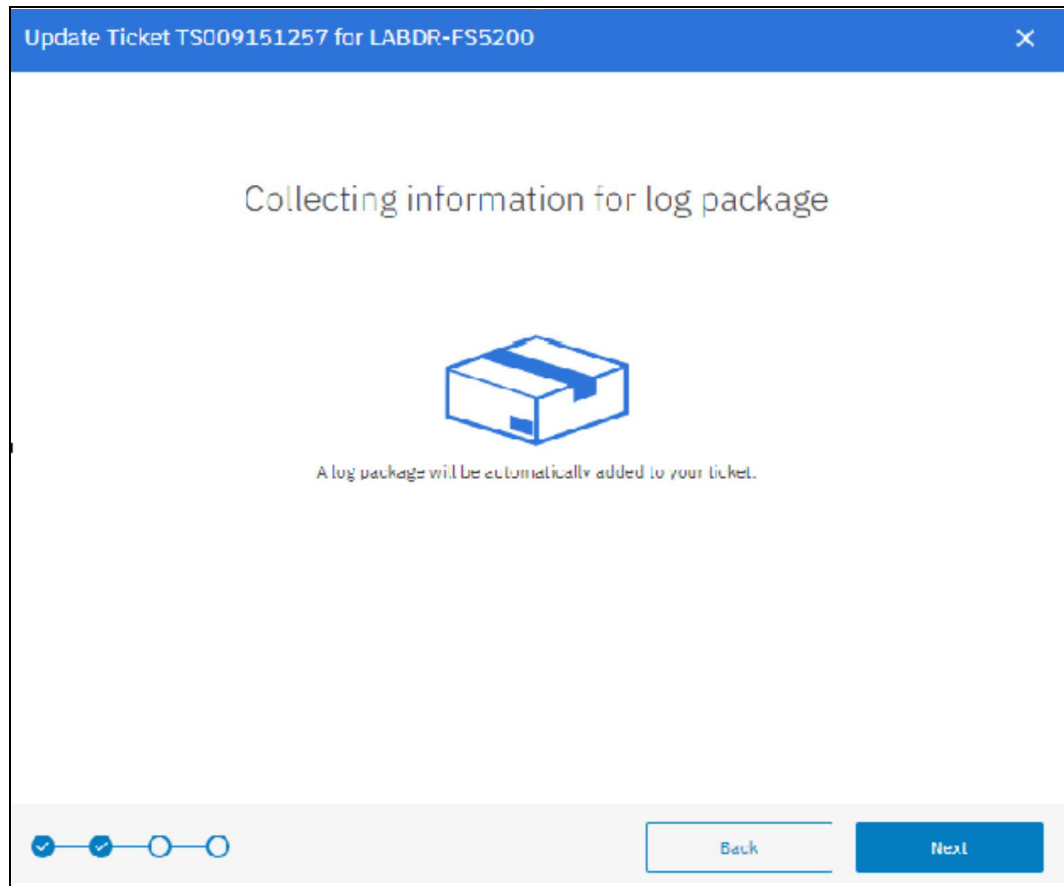 Update Ticket TS009151257 for LABDR-FS5200
Collecting information for log package
A log package will be automatically added to your ticket.
Back
Next